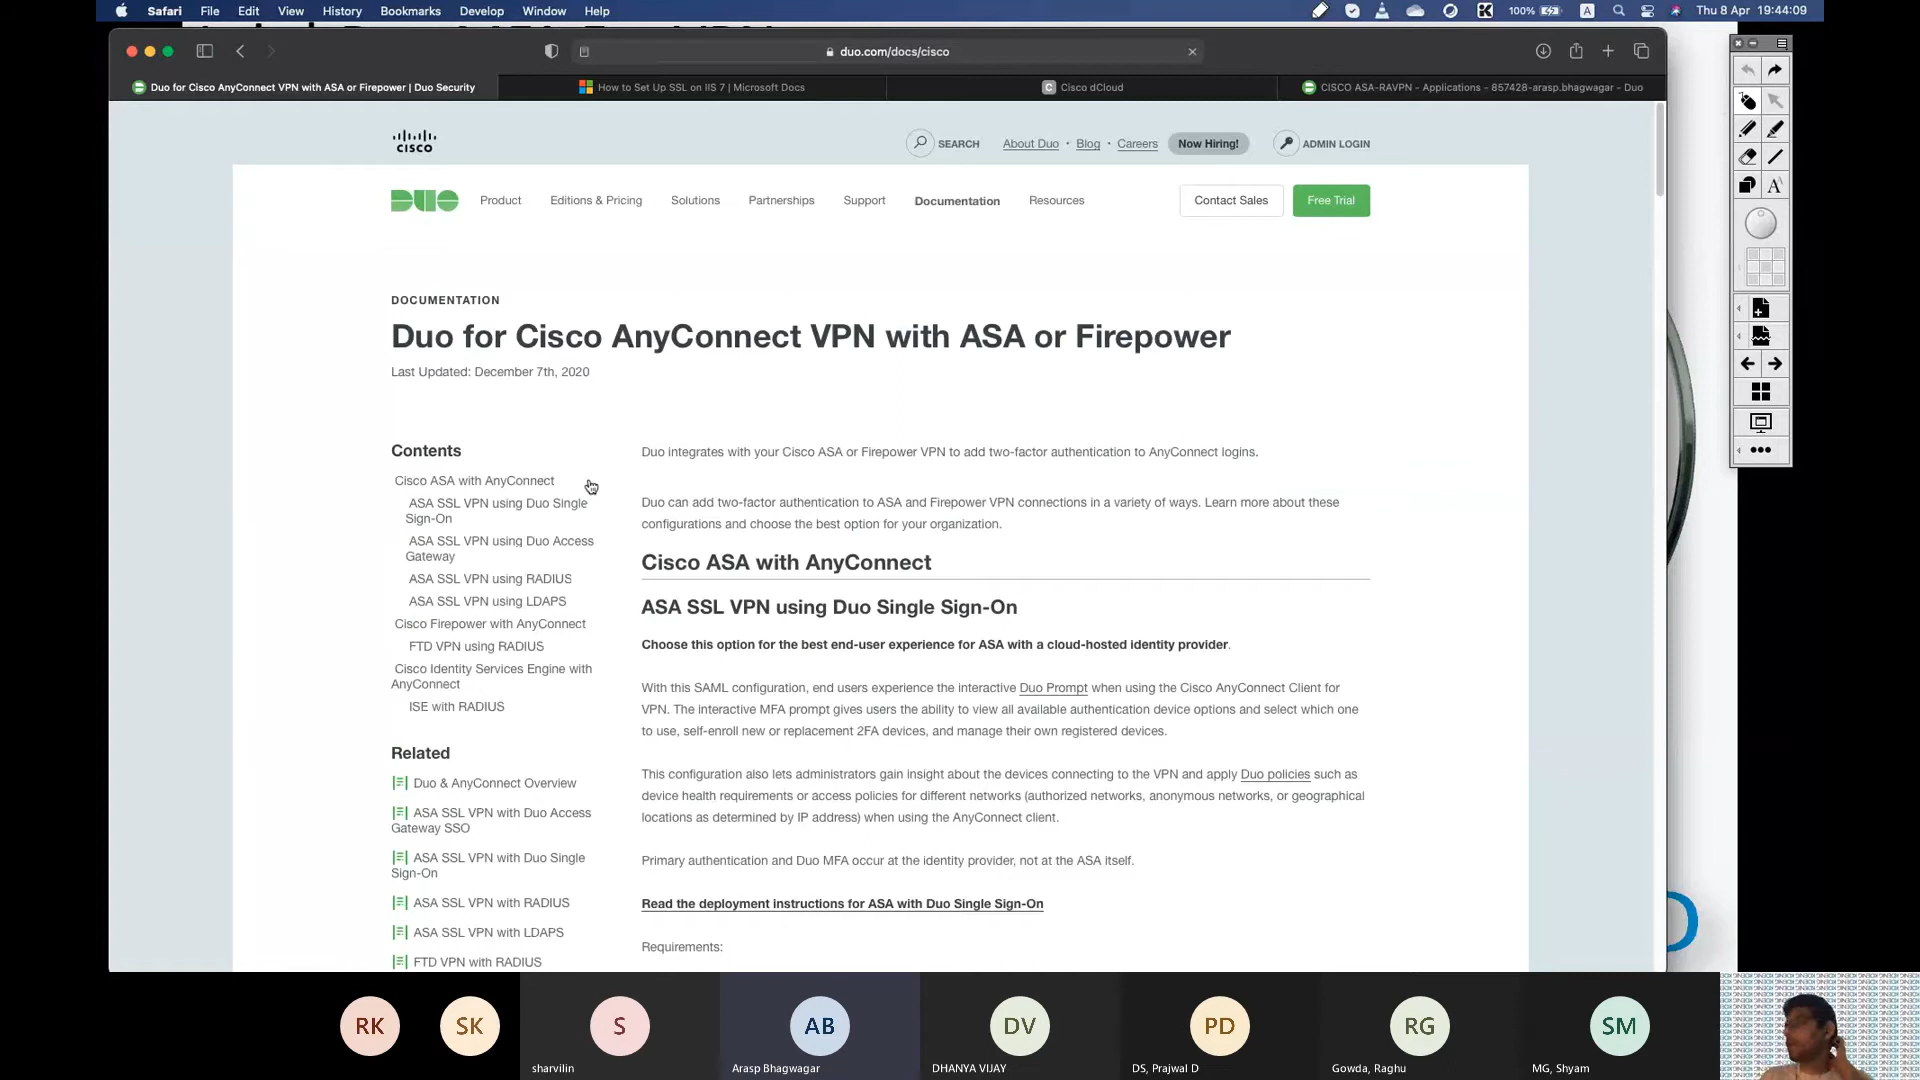 Safari File Edit View History Bookmarks Develop Window Help 100% A Thu 8 Apr 19:44:09
duo.com/docs/cisco
Duo for Cisco AnyConnect VPN with ASA or Firepower | Duo Security
How to Set Up SSL on IIS 7 | Microsoft Docs
C Cisco dCloud
CISCO ASA-RAVPN - Applications - 857428-arasp.bhagwagar - Duo
CISCO
SEARCH About Duo · Blog · Careers Now Hiring! ADMIN LOGIN
DUO Product Editions & Pricing Solutions Partnerships Support Documentation Resources Contact Sales Free Trial
DOCUMENTATION
Duo for Cisco AnyConnect VPN with ASA or Firepower
Last Updated: December 7th, 2020
Contents
Cisco ASA with AnyConnect
ASA SSL VPN using Duo Single
Sign-On
ASA SSL VPN using Duo Access
Gateway
ASA SSL VPN using RADIUS
ASA SSL VPN using LDAPS
Cisco Firepower with AnyConnect
FTD VPN using RADIUS
Cisco Identity Services Engine with
AnyConnect
ISE with RADIUS
Related
Duo & AnyConnect Overview
ASA SSL VPN with Duo Access
Gateway SSO
ASA SSL VPN with Duo Single
Sign-On
ASA SSL VPN with RADIUS
ASA SSL VPN with LDAPS
FTD VPN with RADIUS
Duo integrates with your Cisco ASA or Firepower VPN to add two-factor authentication to AnyConnect logins.
Duo can add two-factor authentication to ASA and Firepower VPN connections in a variety of ways. Learn more about these
configurations and choose the best option for your organization.
Cisco ASA with AnyConnect
ASA SSL VPN using Duo Single Sign-On
Choose this option for the best end-user experience for ASA with a cloud-hosted identity provider.
With this SAML configuration, end users experience the interactive Duo Prompt when using the Cisco AnyConnect Client for
VPN. The interactive MFA prompt gives users the ability to view all available authentication device options and select which one
to use, self-enroll new or replacement 2FA devices, and manage their own registered devices.
This configuration also lets administrators gain insight about the devices connecting to the VPN and apply Duo policies such as
device health requirements or access policies for different networks (authorized networks, anonymous networks, or geographical
locations as determined by IP address) when using the AnyConnect client.
Primary authentication and Duo MFA occur at the identity provider, not at the ASA itself.
Read the deployment instructions for ASA with Duo Single Sign-On
Requirements:
RK SK S AB DV PD RG SM
sharvilin Arasp Bhagwagar DHANYA VIJAY DS, Prajwal D Gowda, Raghu MG, Shyam